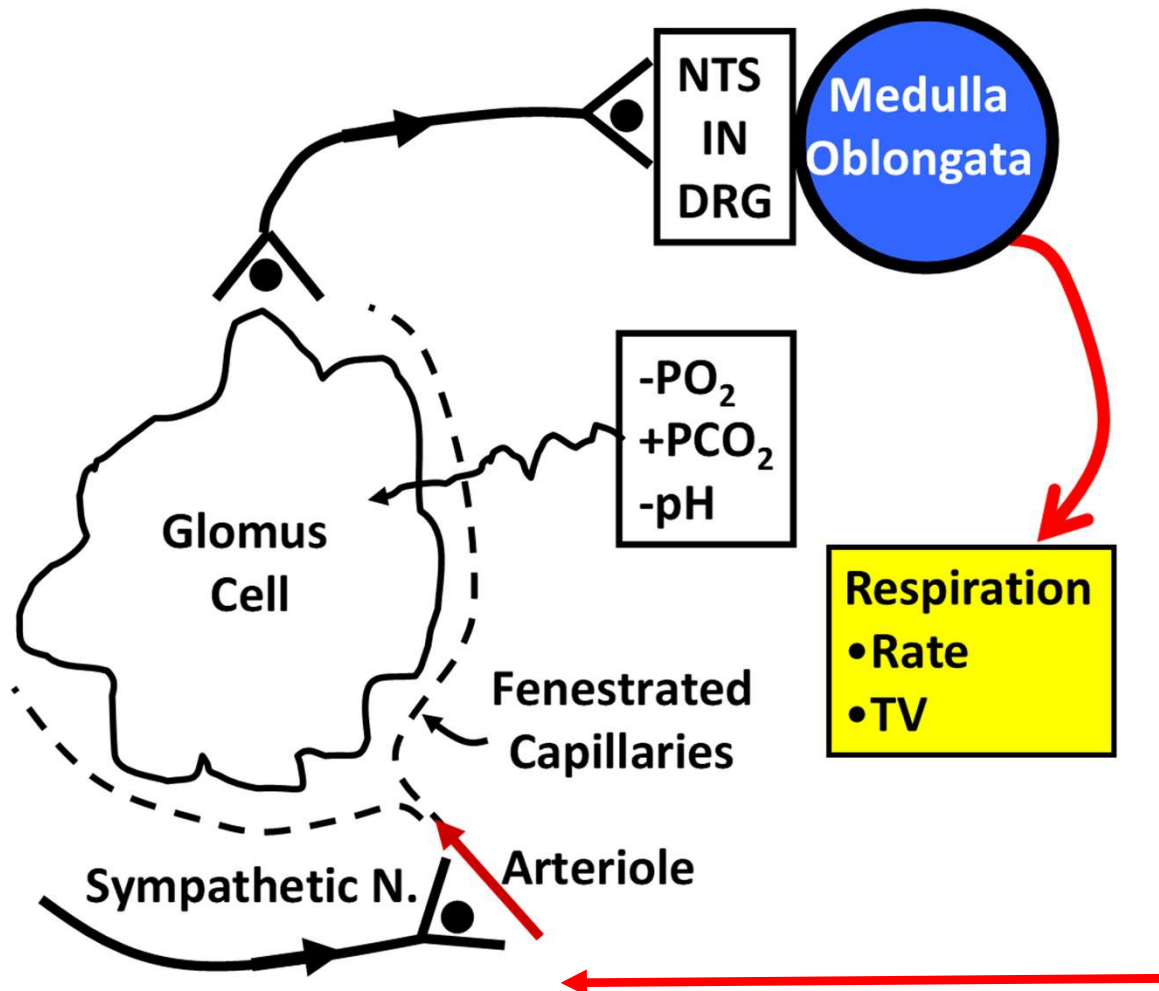 NTS
IN
DRG
Medulla
Oblongata
-PO₂
+PCO₂
-pH
Glomus
Cell
Respiration
•Rate
•TV
Fenestrated
Capillaries
Arteriole
Sympathetic N.